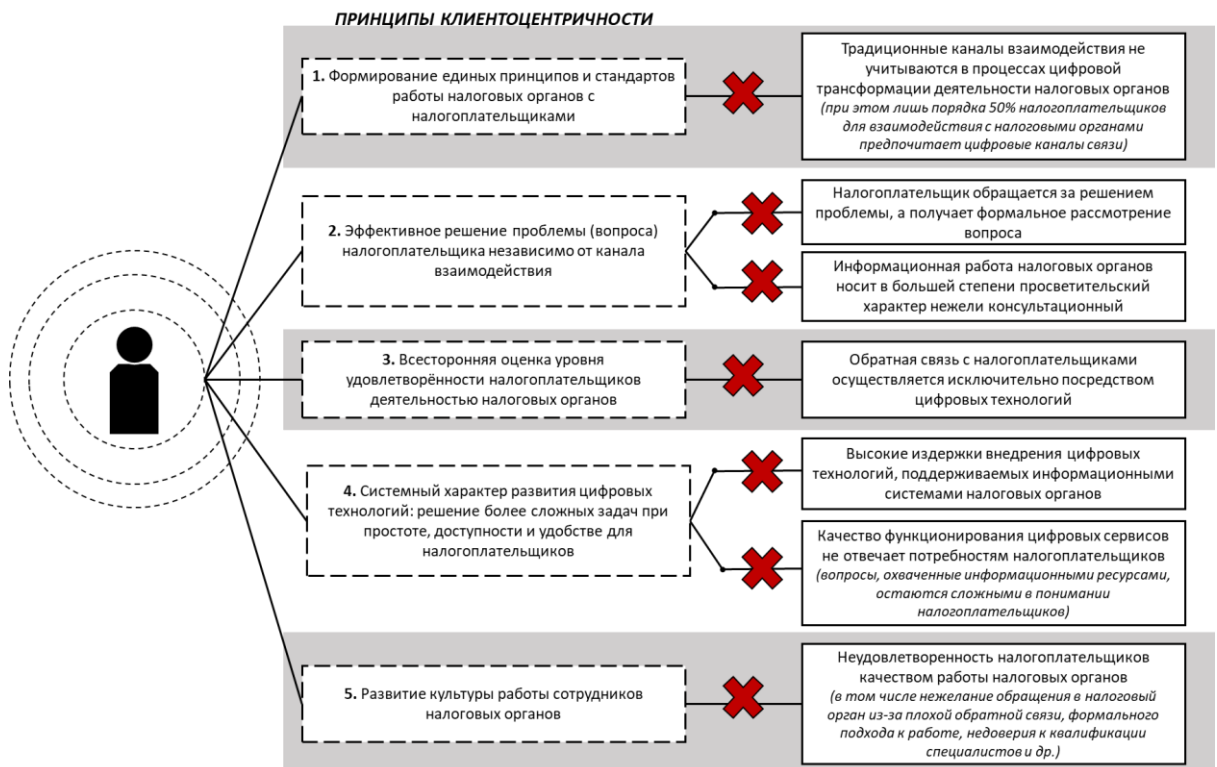 ПРИНЦИПЫ КЛИЕНТОЦЕНТРИЧНОСТИ
1. Формирование единых принципов и стандартов
работы налоговых органов с
налогоплательщиками
Традиционные каналы взаимодействия не
учитываются в процессах цифровой
трансформации деятельности налоговых органов
(при этом лишь порядка 50% налогоплательщиков
для взаимодействия с налоговыми органами
предпочитает цифровые каналы связи)
2. Эффективное решение проблемы (вопроса)
налогоплательщика независимо от канала
взаимодействия
Налогоплательщик обращается за решением
проблемы, а получает формальное рассмотрение
вопроса
Информационная работа налоговых органов
носит в большей степени просветительский
характер нежели консультационный
3. Всесторонняя оценка уровня
удовлетворённости налогоплательщиков
деятельностью налоговых органов
Обратная связь с налогоплательщиками
осуществляется исключительно посредством
цифровых технологий
4. Системный характер развития цифровых
технологий: решение более сложных задач при
простоте, доступности и удобстве для
налогоплательщиков
Высокие издержки внедрения цифровых
технологий, поддерживаемых информационными
системами налоговых органов
Качество функционирования цифровых сервисов
не отвечает потребностям налогоплательщиков
(вопросы, охваченные информационными ресурсами,
остаются сложными в понимании
налогоплательщиков)
5. Развитие культуры работы сотрудников
налоговых органов
Неудовлетворенность налогоплательщиков
качеством работы налоговых органов
(в том числе нежелание обращения в налоговый
орган из-за плохой обратной связи, формального
подхода к работе, недоверия к квалификации
специалистов и др.)